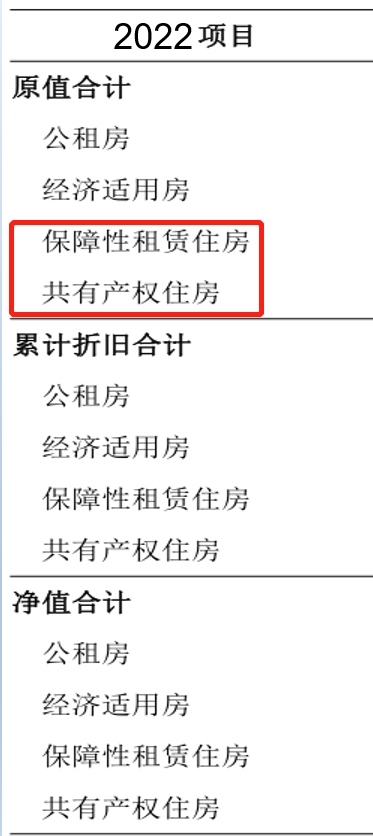 2022 项目
原值合计
公租房
经济适用房
保障性租赁住房
共有产权住房
累计折旧合计
公租房
经济适用房
保障性租赁住房
共有产权住房
净值合计
公租房
经济适用房
保障性租赁住房
共有产权住房